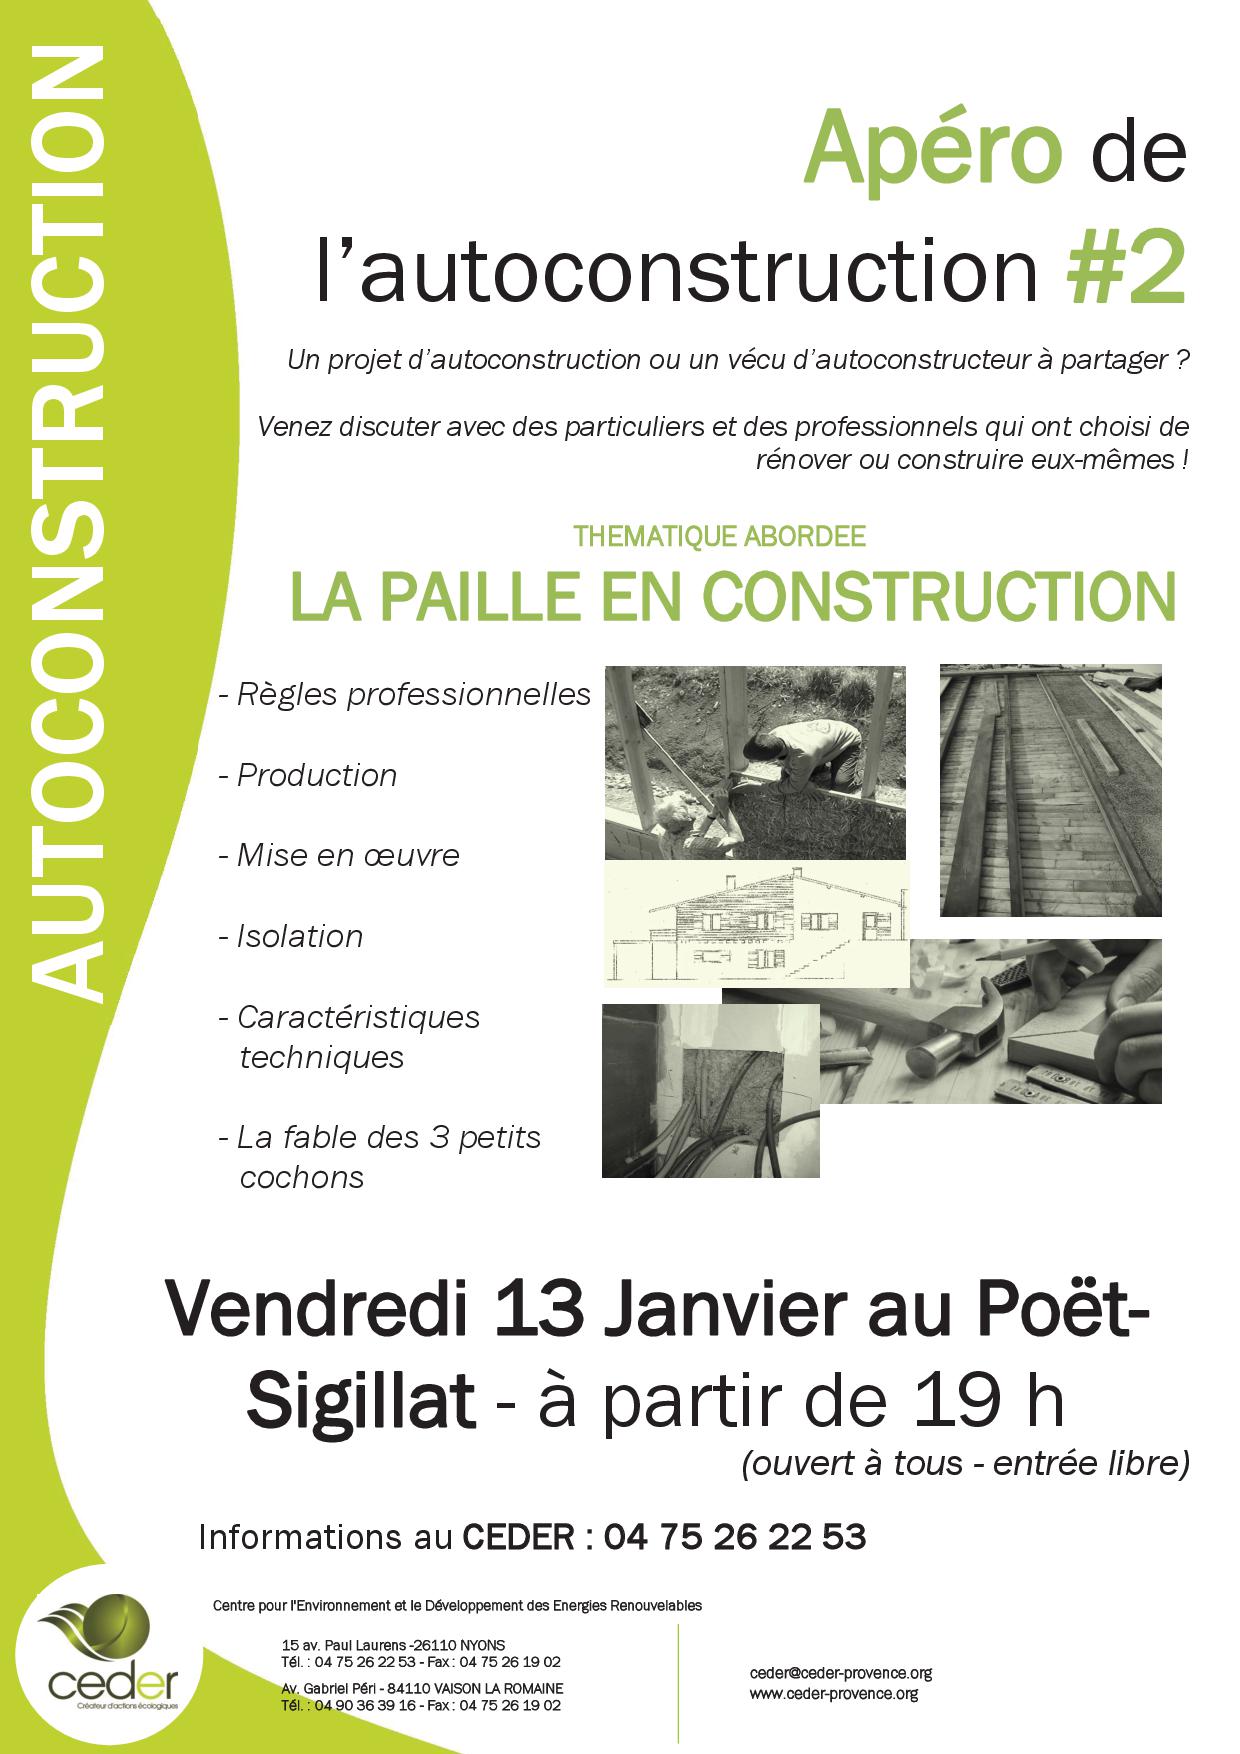 AUTOCONSTRUCTION
Apéro de
l'autoconstruction #2
Un projet d'autoconstruction ou un vécu d'autoconstructeur à partager ?
Venez discuter avec des particuliers et des professionnels qui ont choisi de
rénover ou construire eux-mêmes !
THEMATIQUE ABORDEE
LA PAILLE EN CONSTRUCTION
- Règles professionnelles
- Production
- Mise en œuvre
- Isolation
- Caractéristiques
techniques
- La fable des 3 petits
cochons
Vendredi 13 Janvier au Poët-
Sigillat - à partir de 19 h
(ouvert à tous - entrée libre)
Informations au CEDER : 04 75 26 22 53
ceder
Créateur d'actions écologiques
Centre pour l'Environnement et le Développement des Energies Renouvelables
15 av. Paul Laurens -26110 NYONS
Tél. : 04 75 26 22 53 - Fax : 04 75 26 19 02
Av. Gabriel Péri - 84110 VAISON LA ROMAINE
Tél. : 04 90 36 39 16 - Fax : 04 75 26 19 02
ceder@ceder-provence.org
www.ceder-provence.org